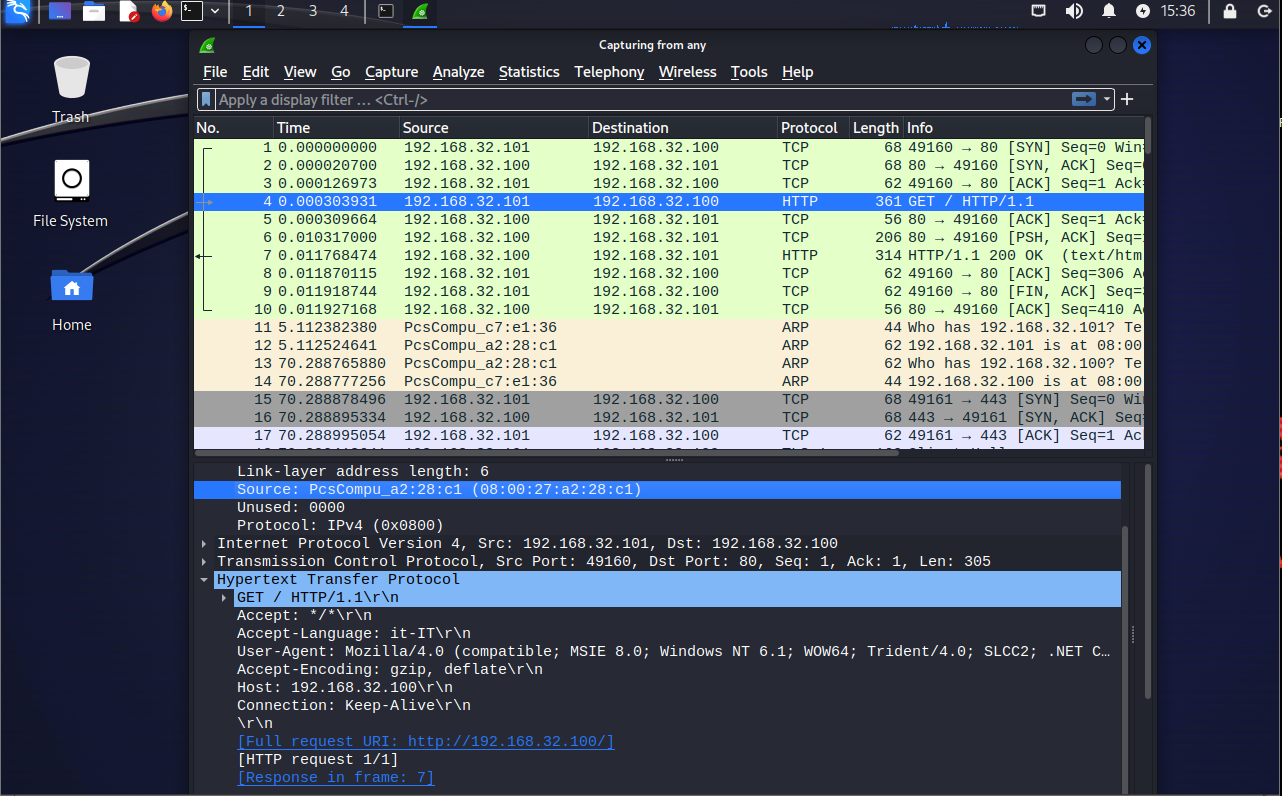 1 2 3 4 15:36
Trash
File System
Home
Capturing from any
File Edit View Go Capture Analyze Statistics Telephony Wireless Tools Help
Apply a display filter ... <Ctrl-/>
No. Time Source Destination Protocol Length Info
1 0.000000000 192.168.32.101 192.168.32.100 TCP 68 49160 → 80 [SYN] Seq=0 Win=
2 0.000020700 192.168.32.100 192.168.32.101 TCP 68 80 → 49160 [SYN, ACK] Seq=
3 0.000126973 192.168.32.101 192.168.32.100 TCP 62 49160 → 80 [ACK] Seq=1 Ack=
4 0.000303931 192.168.32.101 192.168.32.100 HTTP 361 GET / HTTP/1.1
5 0.000309664 192.168.32.100 192.168.32.101 TCP 56 80 → 49160 [ACK] Seq=1 Ack=
6 0.010317000 192.168.32.100 192.168.32.101 TCP 206 80 → 49160 [PSH, ACK] Seq=
7 0.011768474 192.168.32.100 192.168.32.101 HTTP 314 HTTP/1.1 200 OK (text/htm
8 0.011870115 192.168.32.101 192.168.32.100 TCP 62 49160 → 80 [ACK] Seq=306 A
9 0.011918744 192.168.32.101 192.168.32.100 TCP 62 49160 → 80 [FIN, ACK] Seq=
10 0.011927168 192.168.32.100 192.168.32.101 TCP 56 80 → 49160 [ACK] Seq=410 A
11 5.112382380 PcsCompu_c7:e1:36 ARP 44 Who has 192.168.32.101? Te
12 5.112524641 PcsCompu_a2:28:c1 ARP 62 192.168.32.101 is at 08:00
13 70.288765880 PcsCompu_a2:28:c1 ARP 62 Who has 192.168.32.100? Te
14 70.288777256 PcsCompu_c7:e1:36 ARP 44 192.168.32.100 is at 08:00
15 70.288878496 192.168.32.101 192.168.32.100 TCP 68 49161 → 443 [SYN] Seq=0 Wi
16 70.288895334 192.168.32.100 192.168.32.101 TCP 68 443 → 49161 [SYN, ACK] Seq=
17 70.288995054 192.168.32.101 192.168.32.100 TCP 62 49161 → 443 [ACK] Seq=1 Ac
Link-layer address length: 6
Source: PcsCompu_a2:28:c1 (08:00:27:a2:28:c1)
Unused: 0000
Protocol: IPv4 (0x0800)
Internet Protocol Version 4, Src: 192.168.32.101, Dst: 192.168.32.100
Transmission Control Protocol, Src Port: 49160, Dst Port: 80, Seq: 1, Ack: 1, Len: 305
Hypertext Transfer Protocol
GET / HTTP/1.1\r\n
Accept: */*\r\n
Accept-Language: it-IT\r\n
User-Agent: Mozilla/4.0 (compatible; MSIE 8.0; Windows NT 6.1; WOW64; Trident/4.0; SLCC2; .NET C…
Accept-Encoding: gzip, deflate\r\n
Host: 192.168.32.100\r\n
Connection: Keep-Alive\r\n
\r\n
[Full request URI: http://192.168.32.100/]
[HTTP request 1/1]
[Response in frame: 7]